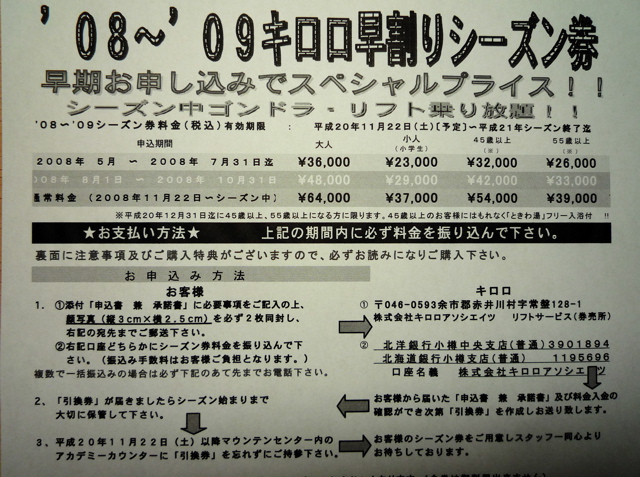 '08～'09キロロ早割りシーズン券
早期お申し込みでスペシャルプライス！！
シーズン中ゴンドラ・リフト乗り放題！！
'08～'09シーズン券料金（税込）有効期限 ： 平成20年11月22日(土)［予定］～平成21年シーズン終了迄
申込期間 大人 小人（小学生） 45歳以上（※） 55歳以上（※）
2008年 5月 ～ 2008年 7月31日迄 ¥36,000 ¥23,000 ¥32,000 ¥26,000
2008年 8月1日 ～ 2008年 10月31日 ¥48,000 ¥29,000 ¥42,000 ¥33,000
通常料金 （2008年11月22日～シーズン中） ¥64,000 ¥37,000 ¥54,000 ¥39,000
※平成20年12月31日迄に45歳以上、55歳以上になる方に限ります。45歳以上のお客様にはもれなく「ときわ湯」フリー入浴付 !!
★お支払い方法★ 上記の期間内に必ず料金を振り込んで下さい。
裏面に注意事項及びご購入特典がございますので、必ずお読みになりご購入下さい。
お申し込み方法
お客様 キロロ
1. ①添付「申込書 兼 承諾書」に必要事項をご記入の上、
顔写真（縦3cm×横2.5cm）を必ず2枚同封し、
右記の宛先までご郵送下さい。
①〒046-0593余市郡赤井川村字常盤128-1
株式会社キロロアソシエイツ リフトサービス（券売所）
②右記口座どちらかにシーズン券料金を振り込んで下
さい。（振込み手数料はお客様ご負担となります。）
複数で一括振込みの場合は必ず下記のあて先までお電話下さい。
② 北洋銀行小樽中央支店(普通)3901894
北海道銀行小樽支店(普通) 1195696
口座名義 株式会社キロロアソシエイツ
2、「引換券」が届きましたらシーズン始まりまで
大切に保管して下さい。
お客様から届いた「申込書 兼 承諾書」及び料金入金の
確認ができ次第「引換券」を作成しお送り致します。
3、平成20年11月22日（土）以降マウンテンセンター内の
アカデミーカウンターに「引換券」を忘れずにご持参下さい。
お客様のシーズン券をご用意しスタッフ一同心より
お待ちしております。